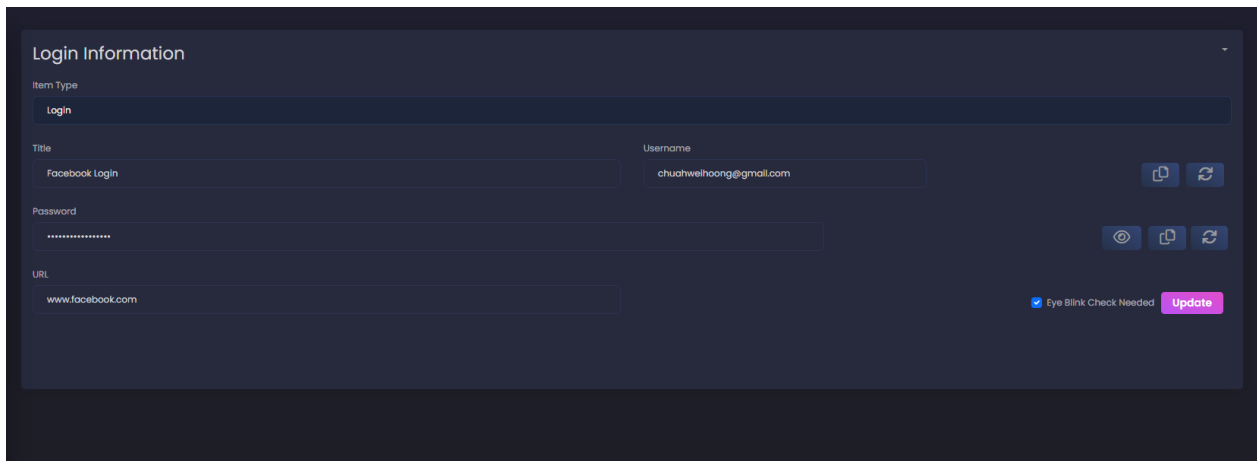 Login Information
Item Type
Login
Title
Username
Facebook Login
chuahweihoong@gmail.com
Password
••••••••••••••••
URL
www.facebook.com
Eye Blink Check Needed
Update